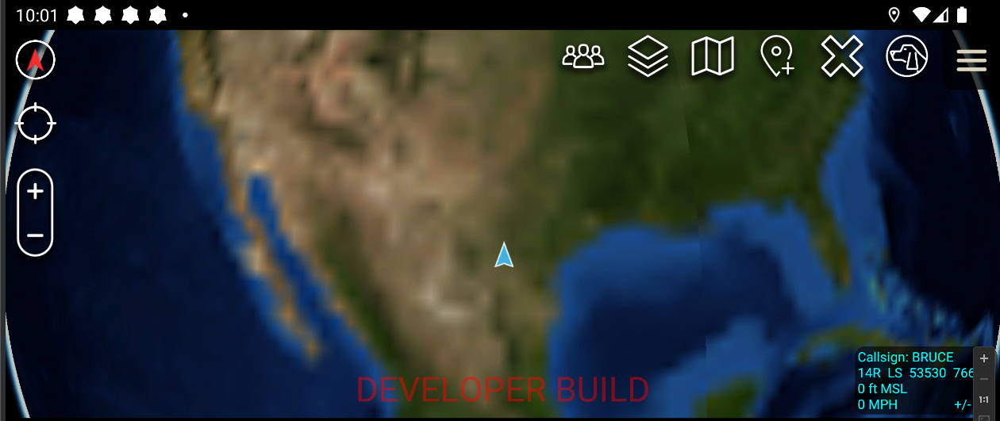 10:01
DEVELOPER BUILD
Callsign: BRUCE
14R LS 53530 766
0 ft MSL
0 MPH +/-
1:1